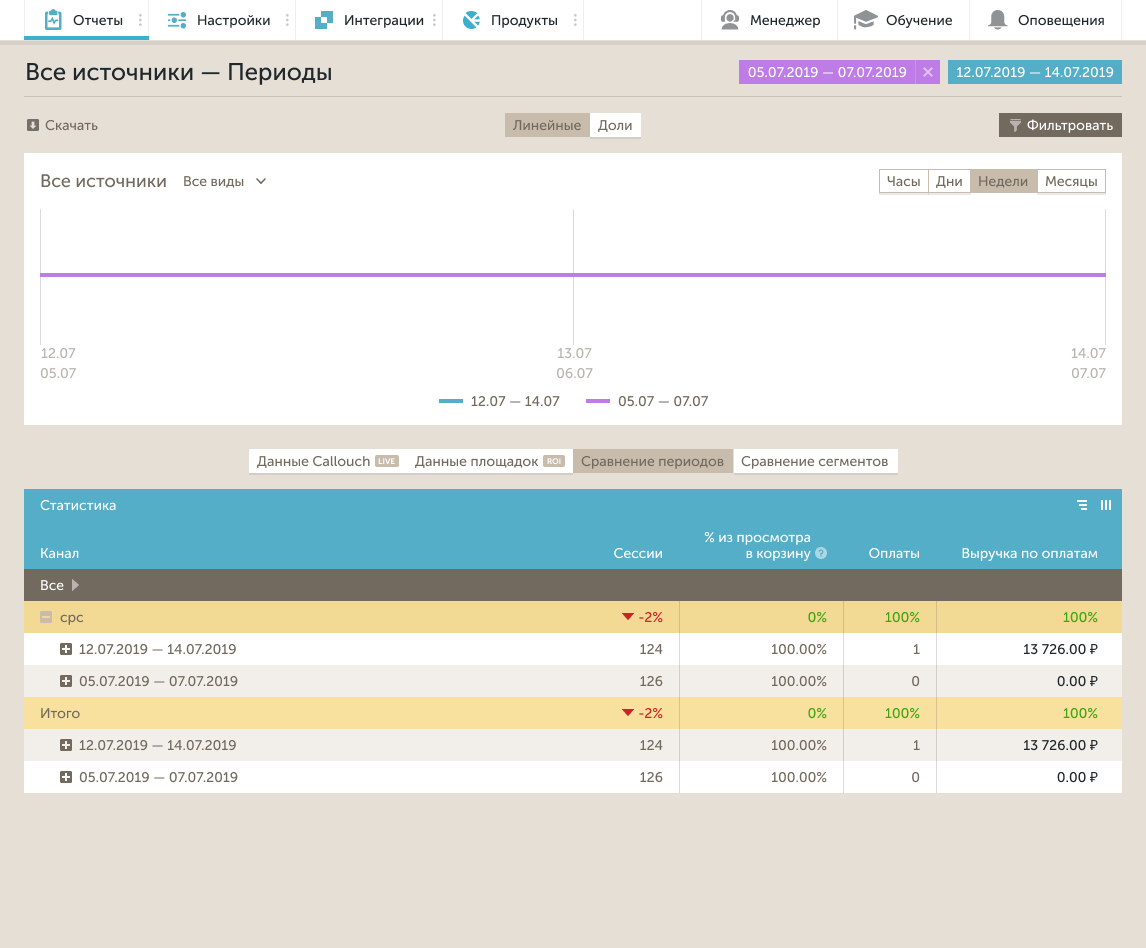 Отчеты Настройки Интеграции Продукты Менеджер Обучение Оповещения
Все источники — Периоды 05.07.2019 — 07.07.2019 12.07.2019 — 14.07.2019
Скачать Линейные Доли Фильтровать
Все источники Все виды Часы Дни Недели Месяцы
12.07 13.07 14.07
05.07 06.07 07.07
12.07 — 14.07 05.07 — 07.07
Данные Callouch LIVE Данные площадок ROI Сравнение периодов Сравнение сегментов
Статистика
% из просмотра
Канал Сессии в корзину ? Оплаты Выручка по оплатам
Все
cpc -2% 0% 100% 100%
12.07.2019 — 14.07.2019 124 100.00% 1 13 726.00 ₽
05.07.2019 — 07.07.2019 126 100.00% 0 0.00 ₽
Итого -2% 0% 100% 100%
12.07.2019 — 14.07.2019 124 100.00% 1 13 726.00 ₽
05.07.2019 — 07.07.2019 126 100.00% 0 0.00 ₽